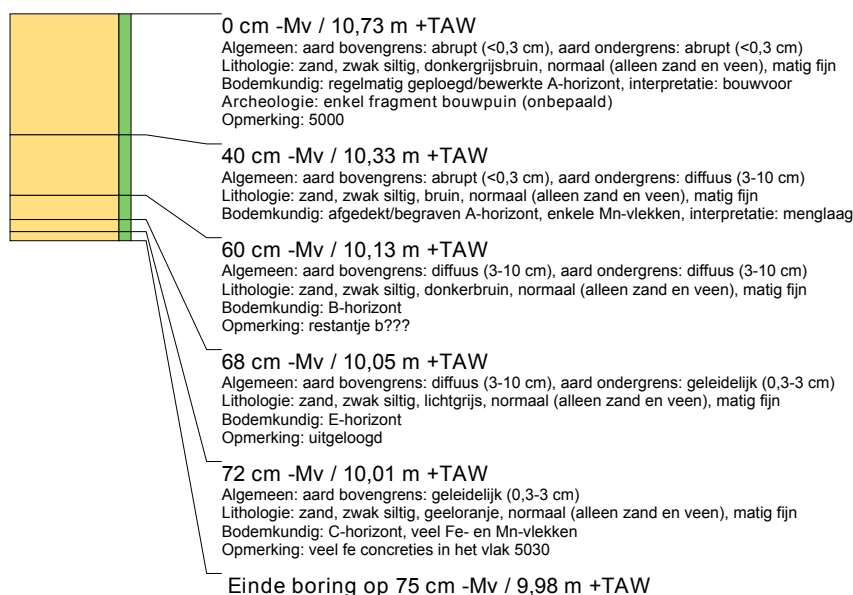 0 cm -Mv / 10,73 m +TAW
Algemeen: aard bovengrens: abrupt (<0,3 cm), aard ondergrens: abrupt (<0,3 cm)
Lithologie: zand, zwak siltig, donkergrijsbruin, normaal (alleen zand en veen), matig fijn
Bodemkundig: regelmatig geploegd/bewerkte A-horizont, interpretatie: bouwvoor
Archeologie: enkel fragment bouwpuin (onbepaald)
Opmerking: 5000
40 cm -Mv / 10,33 m +TAW
Algemeen: aard bovengrens: abrupt (<0,3 cm), aard ondergrens: diffuus (3-10 cm)
Lithologie: zand, zwak siltig, bruin, normaal (alleen zand en veen), matig fijn
Bodemkundig: afgedekt/begraven A-horizont, enkele Mn-vlekken, interpretatie: menglaag
60 cm -Mv / 10,13 m +TAW
Algemeen: aard bovengrens: diffuus (3-10 cm), aard ondergrens: diffuus (3-10 cm)
Lithologie: zand, zwak siltig, donkerbruin, normaal (alleen zand en veen), matig fijn
Bodemkundig: B-horizont
Opmerking: restantje b???
68 cm -Mv / 10,05 m +TAW
Algemeen: aard bovengrens: diffuus (3-10 cm), aard ondergrens: geleidelijk (0,3-3 cm)
Lithologie: zand, zwak siltig, lichtgrijs, normaal (alleen zand en veen), matig fijn
Bodemkundig: E-horizont
Opmerking: uitgeloogd
72 cm -Mv / 10,01 m +TAW
Algemeen: aard bovengrens: geleidelijk (0,3-3 cm)
Lithologie: zand, zwak siltig, geeloranje, normaal (alleen zand en veen), matig fijn
Bodemkundig: C-horizont, veel Fe- en Mn-vlekken
Opmerking: veel fe concreties in het vlak 5030
Einde boring op 75 cm -Mv / 9,98 m +TAW